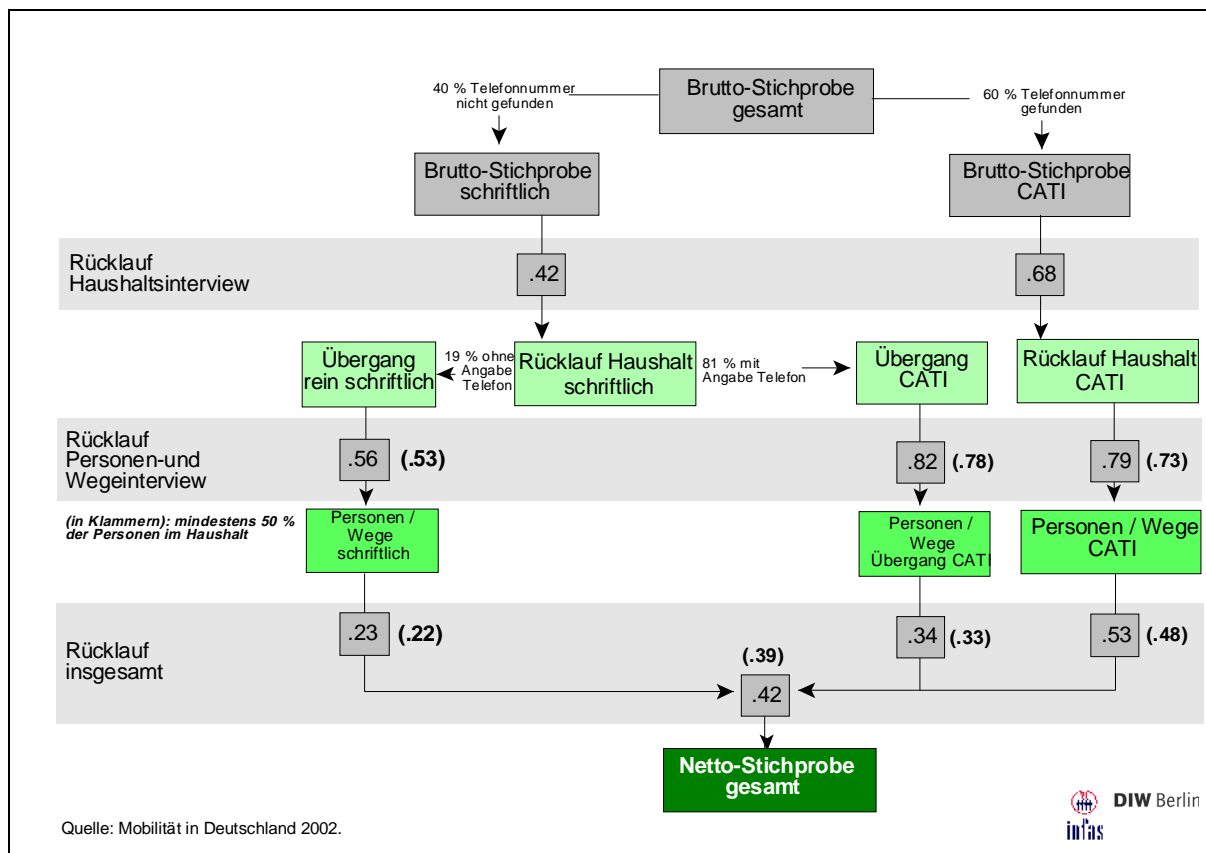 40 % Telefonnummer
nicht gefunden
Brutto-Stichprobe
gesamt
60 % Telefonnummer
gefunden
Brutto-Stichprobe
schriftlich
Brutto-Stichprobe
CATI
Rücklauf
Haushaltsinterview
.42
.68
Übergang
rein schriftlich
19 % ohne
Angabe
Telefon
Rücklauf Haushalt
schriftlich
81 % mit
Angabe Telefon
Übergang
CATI
Rücklauf Haushalt
CATI
Rücklauf
Personen-und
Wegeinterview
.56 (.53)
.82 (.78)
.79 (.73)
(in Klammern): mindestens 50 %
der Personen im Haushalt
Personen /
Wege
schriftlich
Personen /
Wege
Übergang CATI
Personen / Wege
CATI
Rücklauf
insgesamt
.23 (.22)
.34 (.33)
.53 (.48)
(.39)
.42
Netto-Stichprobe
gesamt
Quelle: Mobilität in Deutschland 2002.
infas
DIW Berlin